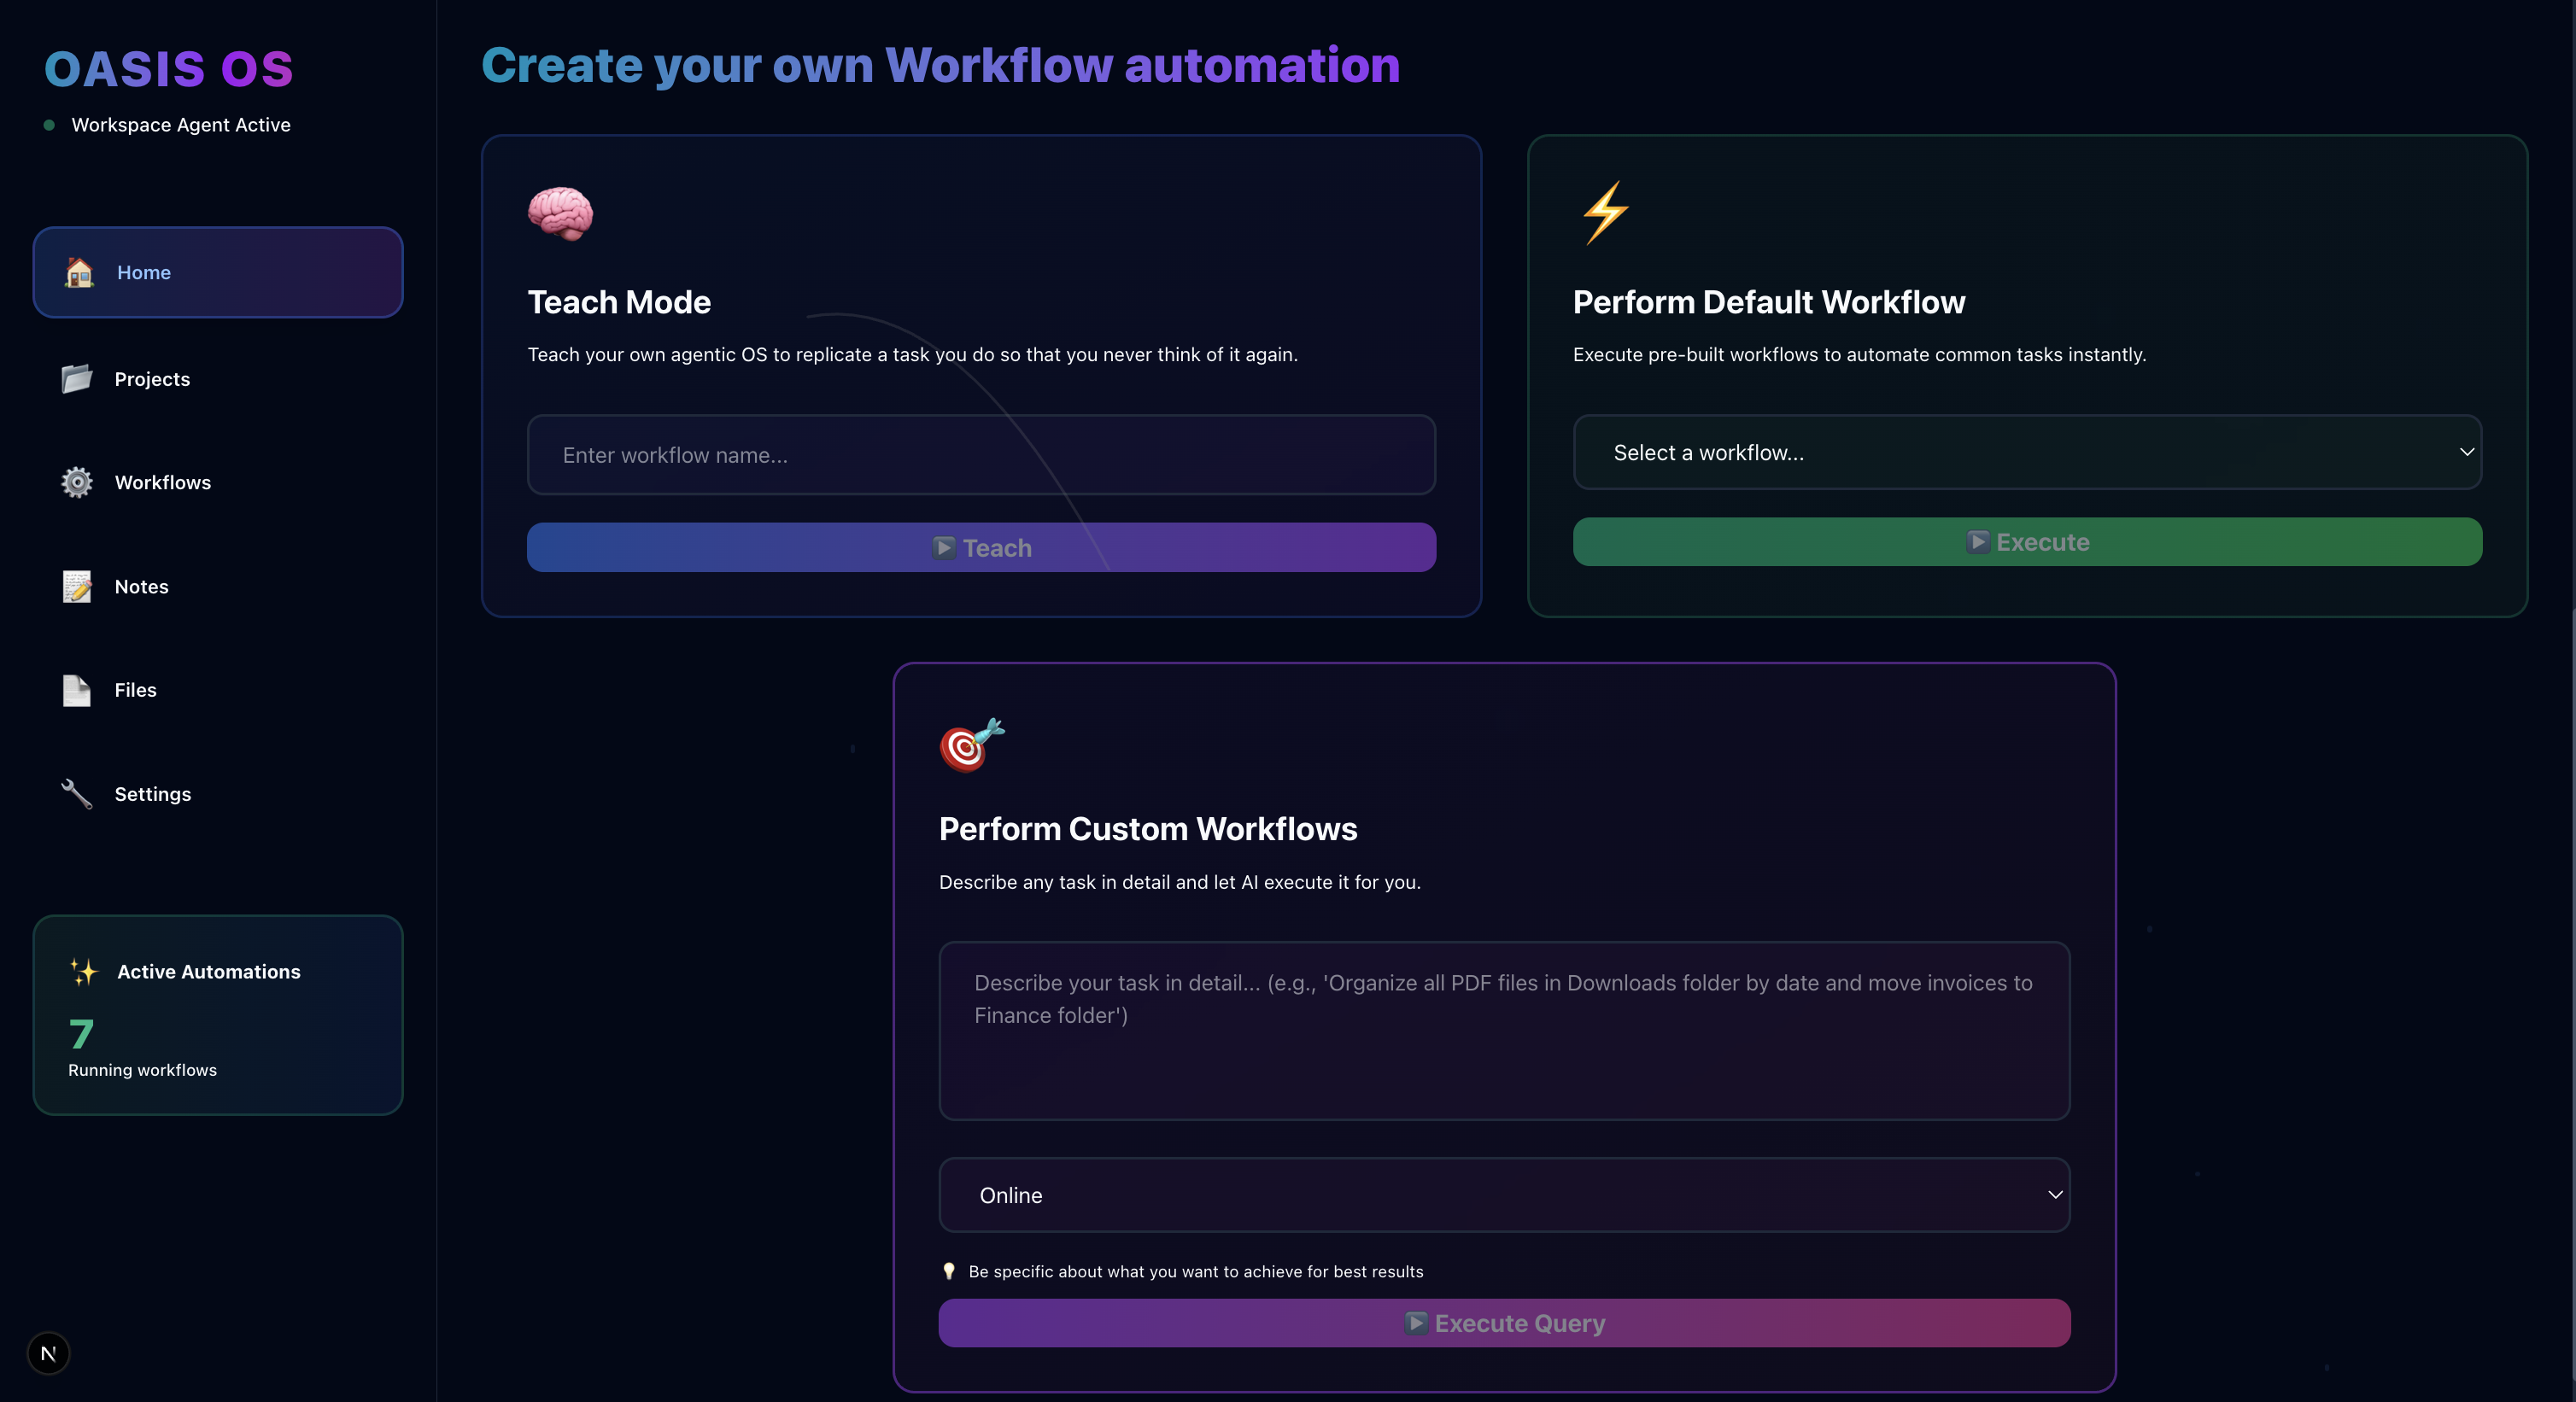 OASIS OS
Workspace Agent Active
Home
Projects
Workflows
Notes
Files
Settings
Active Automations
7
Running workflows
N
Create your own Workflow automation
Teach Mode
Teach your own agentic OS to replicate a task you do so that you never think of it again.
Enter workflow name...
Teach
Perform Default Workflow
Execute pre-built workflows to automate common tasks instantly.
Select a workflow...
Execute
Perform Custom Workflows
Describe any task in detail and let AI execute it for you.
Describe your task in detail... (e.g., 'Organize all PDF files in Downloads folder by date and move invoices to
Finance folder')
Online
Be specific about what you want to achieve for best results
Execute Query